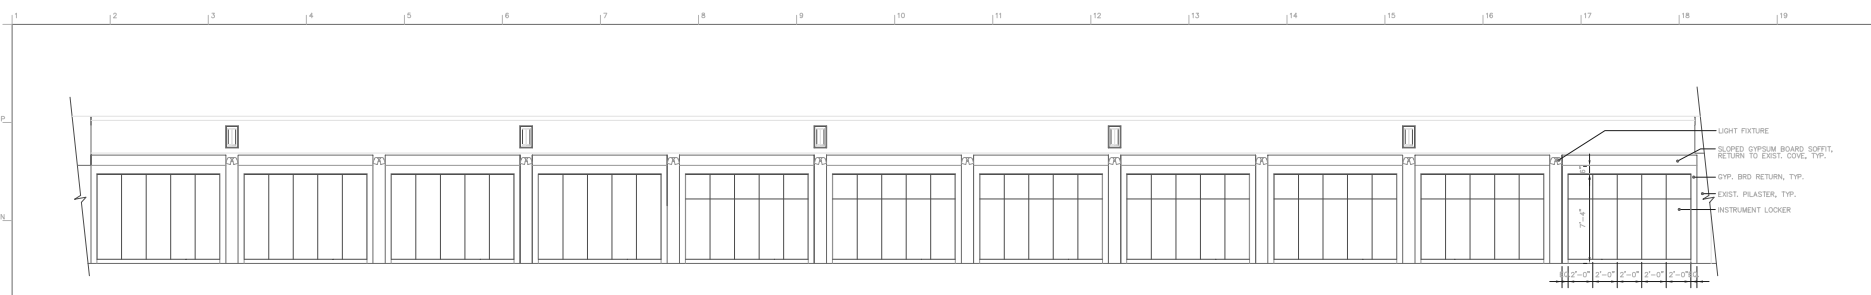 1 2 3 4 5 6 7 8 9 10 11 12 13 14 15 16 17 18 19
P
LIGHT FIXTURE
SLOPED GYPSUM BOARD SOFFIT,
RETURN TO EXIST. COVE, TYP.
GYP. BRD RETURN, TYP.
EXIST. PILASTER, TYP.
INSTRUMENT LOCKER
N
7'-4"
2'-0" 2'-0" 2'-0" 2'-0" 2'-0"